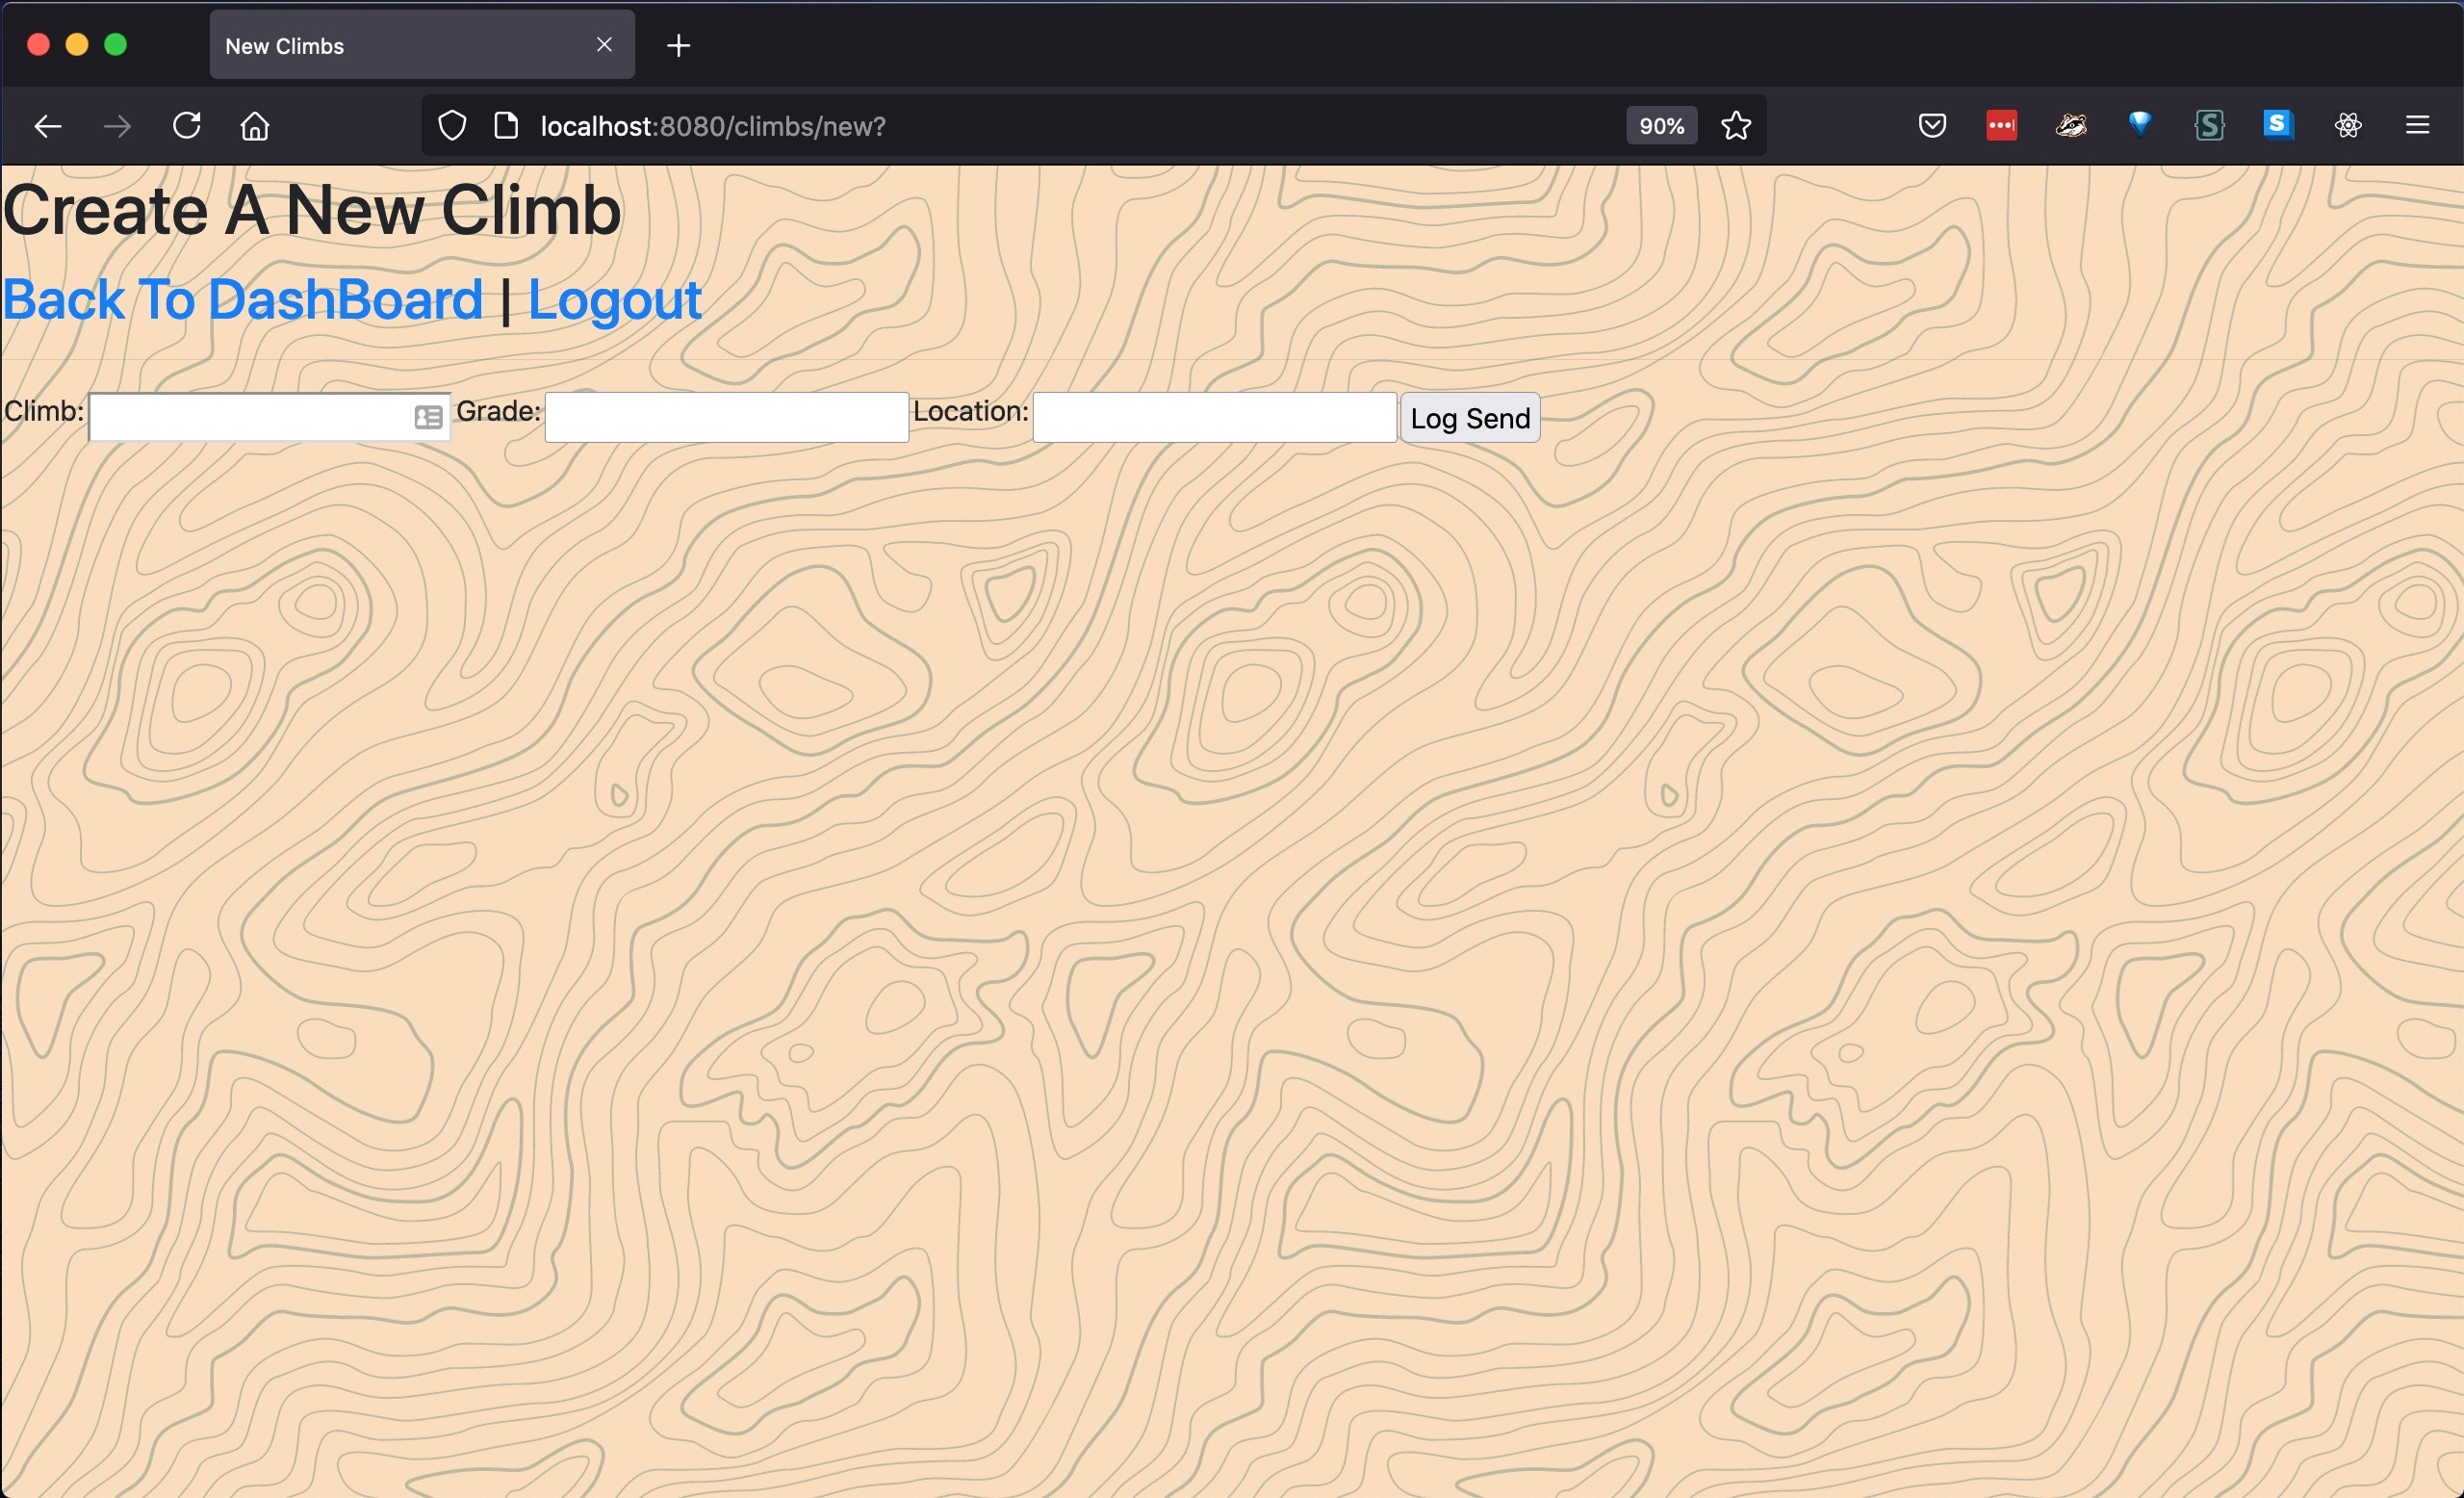 New Climbs
localhost:8080/climbs/new?
90%
Create A New Climb
Back To DashBoard | Logout
Climb: Grade: Location: Log Send